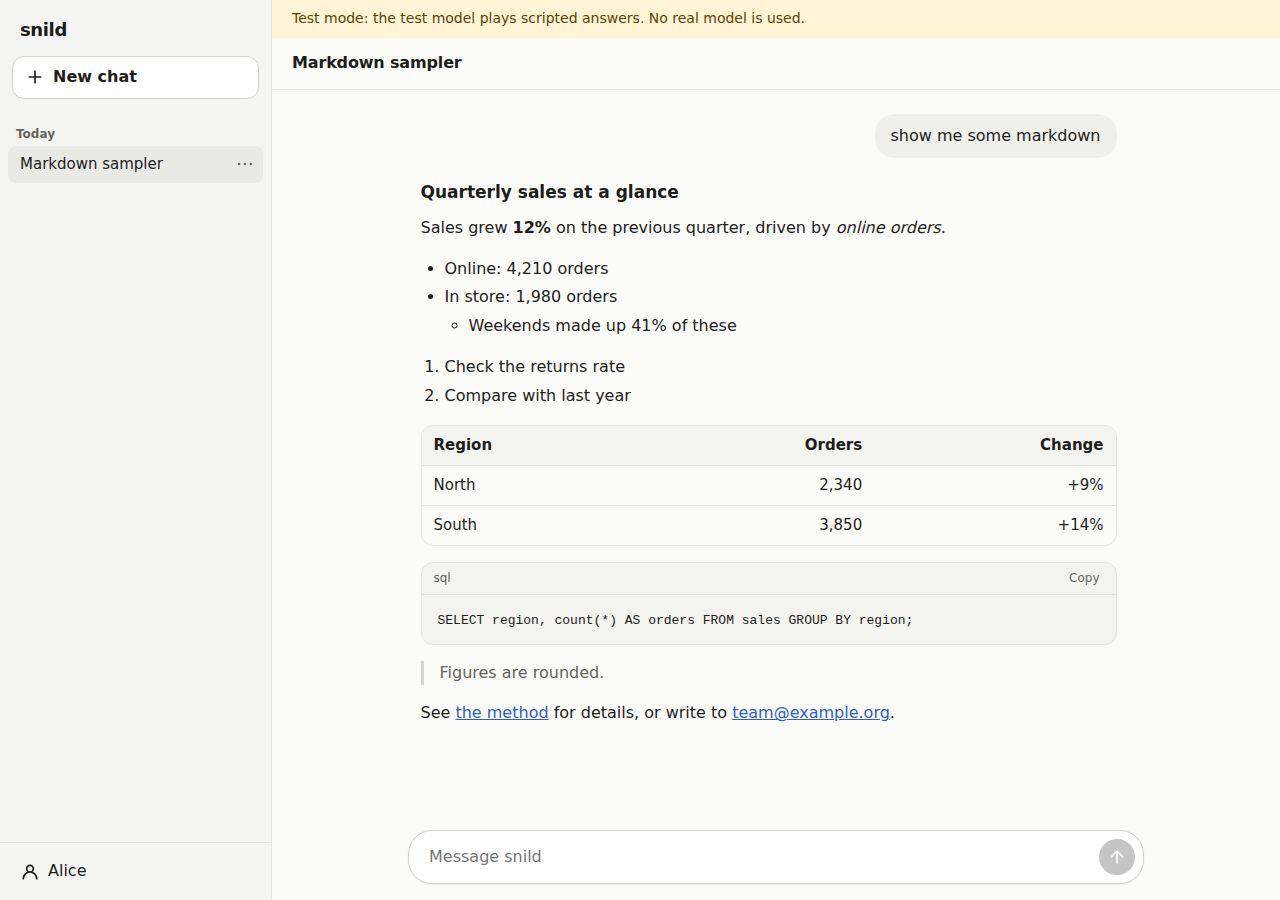 snild
New chat
Today
Markdown sampler
Alice
Test mode: the test model plays scripted answers. No real model is used.
Markdown sampler
show me some markdown
Quarterly sales at a glance
Sales grew 12% on the previous quarter, driven by online orders.
Online: 4,210 orders
In store: 1,980 orders
Weekends made up 41% of these
1. Check the returns rate
2. Compare with last year
Region Orders Change
North 2,340 +9%
South 3,850 +14%
sql Copy
SELECT region, count(*) AS orders FROM sales GROUP BY region;
Figures are rounded.
See the method for details, or write to team@example.org.
Message snild